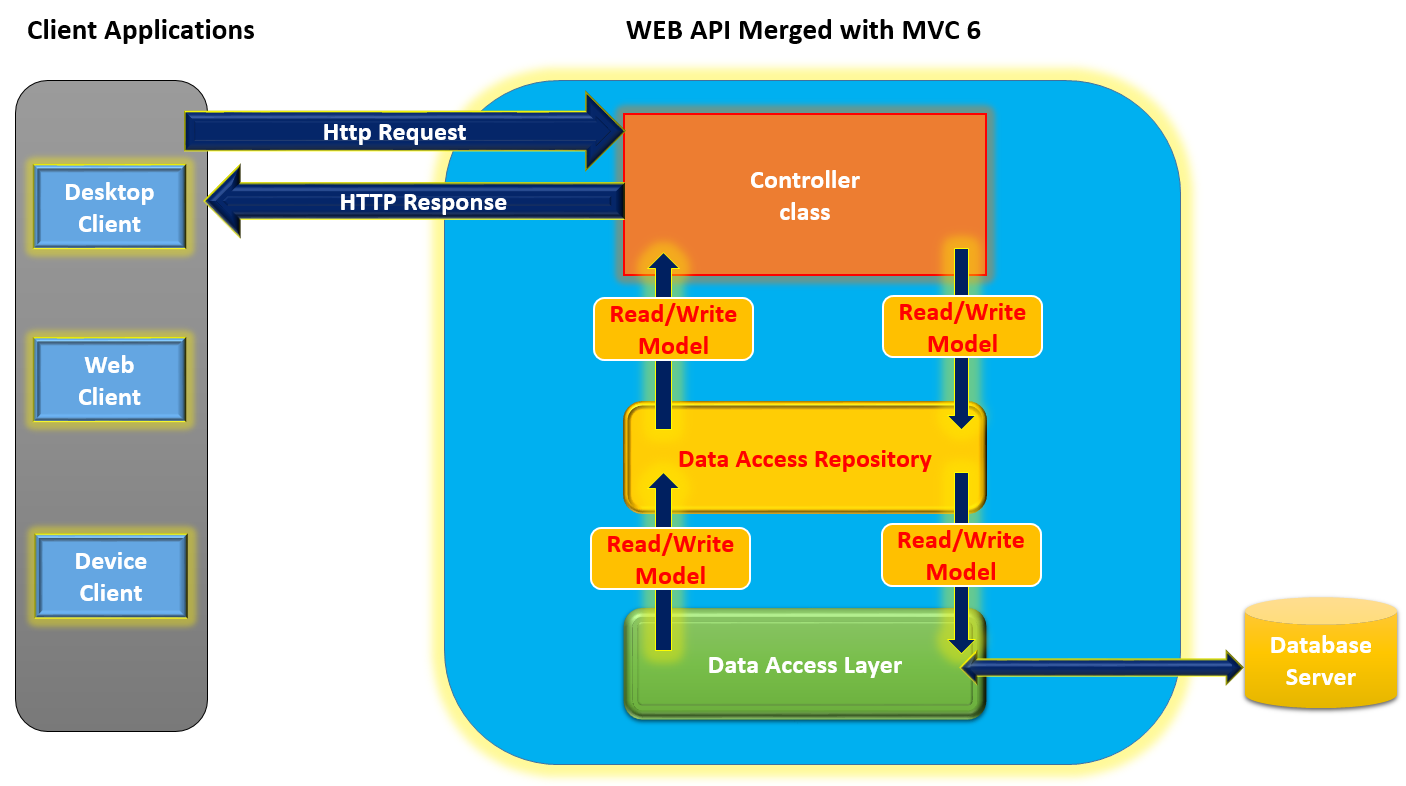 Client Applications
WEB API Merged with MVC 6
Http Request
HTTP Response
Desktop
Client
Web
Client
Device
Client
Controller
class
Read/Write
Model
Read/Write
Model
Data Access Repository
Read/Write
Model
Read/Write
Model
Data Access Layer
Database
Server